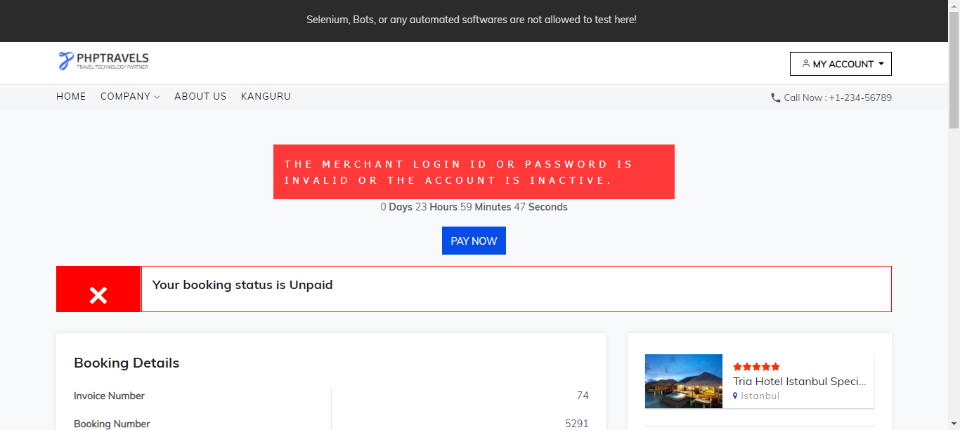 Selenium, Bots, or any automated softwares are not allowed to test here!
PHPTRAVELS
TRAVEL TECHNOLOGY PARTNER
MY ACCOUNT
HOME COMPANY ABOUT US KANGURU
Call Now : +1-234-56789
THE MERCHANT LOGIN ID OR PASSWORD IS
INVALID OR THE ACCOUNT IS INACTIVE.
0 Days 23 Hours 59 Minutes 47 Seconds
PAY NOW
Your booking status is Unpaid
Booking Details
Invoice Number 74
Booking Number 5291
Tria Hotel Istanbul Speci...
Istanbul